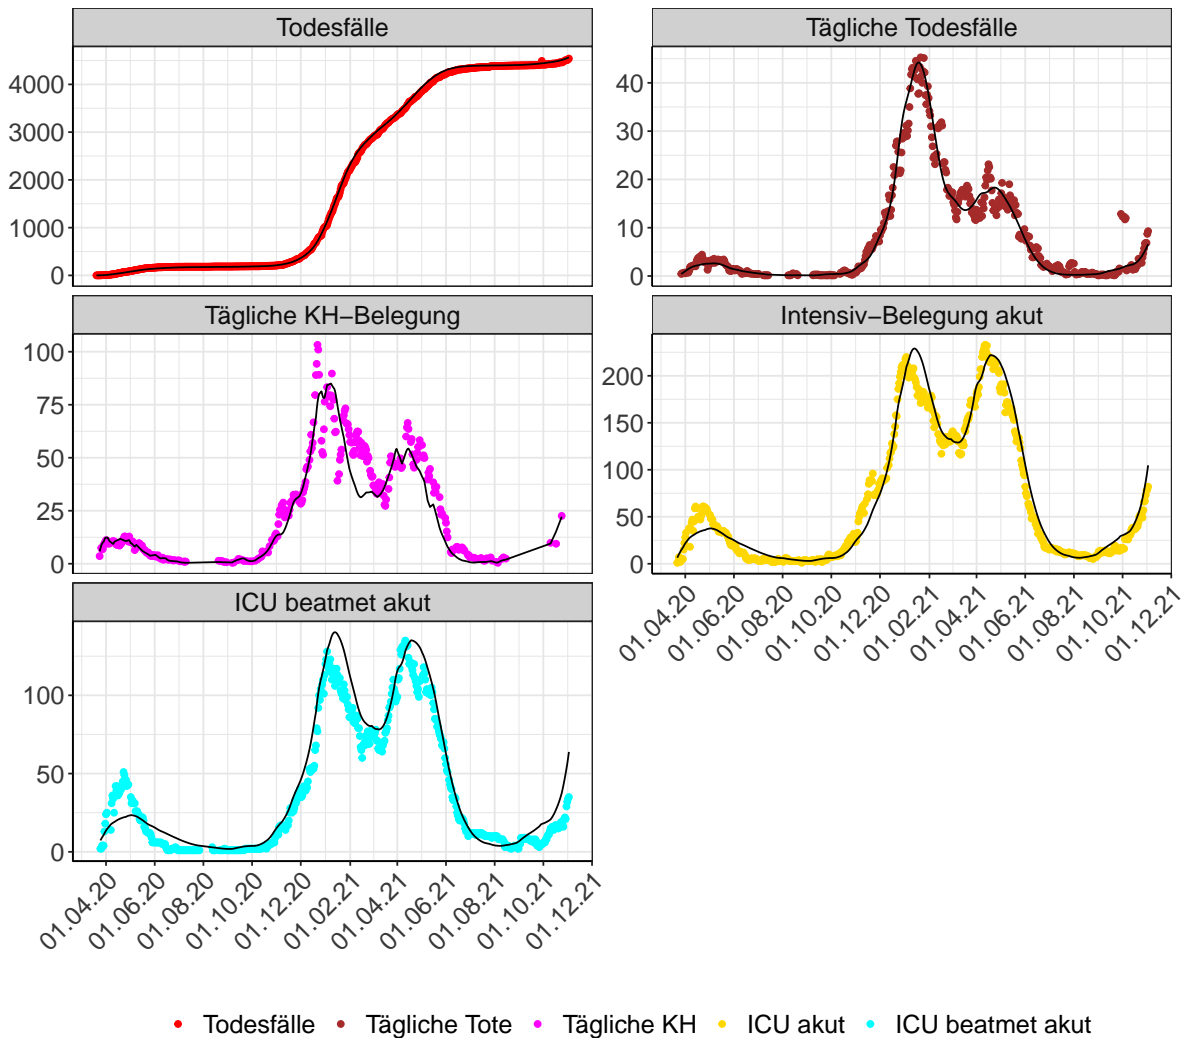 Todesfälle
4000
3000
2000
1000
0
Tägliche Todesfälle
40
30
20
10
0
Tägliche KH−Belegung
100
75
50
25
0
Intensiv−Belegung akut
200
150
100
50
0
01.04.20 01.06.20 01.08.20 01.10.20 01.12.20 01.02.21 01.04.21 01.06.21 01.08.21 01.10.21 01.12.21
ICU beatmet akut
100
50
0
01.04.20 01.06.20 01.08.20 01.10.20 01.12.20 01.02.21 01.04.21 01.06.21 01.08.21 01.10.21 01.12.21
Todesfälle Tägliche Tote Tägliche KH ICU akut ICU beatmet akut